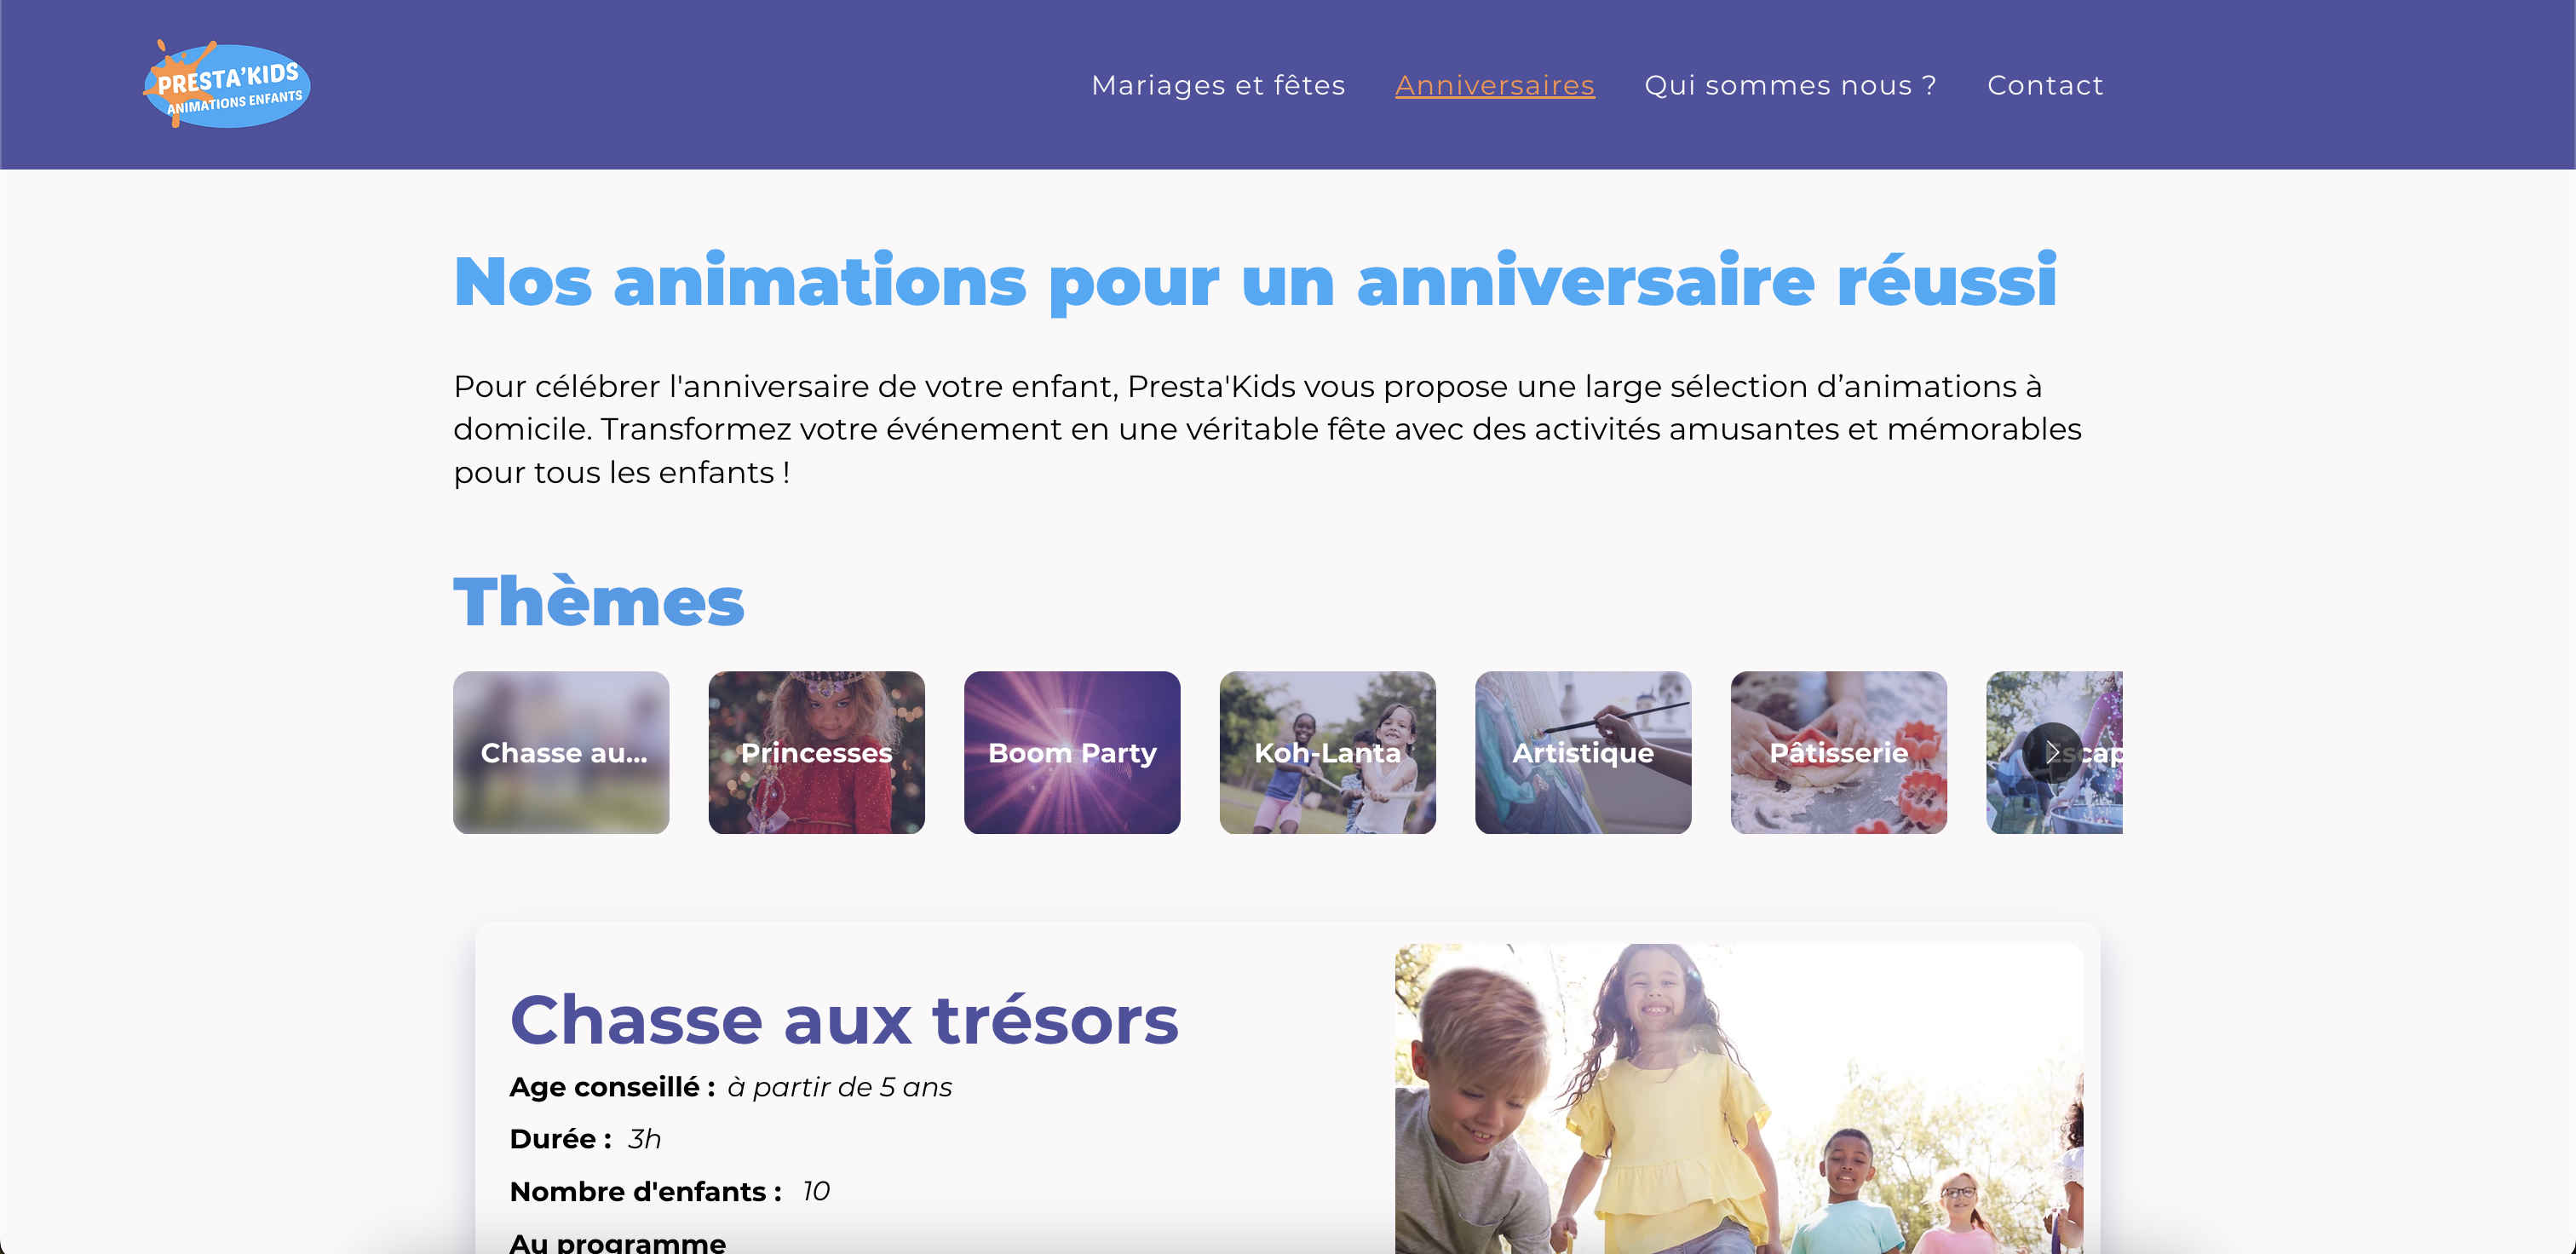 PRESTA'KIDS
ANIMATIONS ENFANTS
Mariages et fêtes Anniversaires Qui sommes nous ? Contact
Nos animations pour un anniversaire réussi
Pour célébrer l'anniversaire de votre enfant, Presta'Kids vous propose une large sélection d’animations à
domicile. Transformez votre événement en une véritable fête avec des activités amusantes et mémorables
pour tous les enfants !
Thèmes
Chasse au... Princesses Boom Party Koh-Lanta Artistique Pâtisserie Escap
Chasse aux trésors
Age conseillé : à partir de 5 ans
Durée : 3h
Nombre d'enfants : 10
Au programme